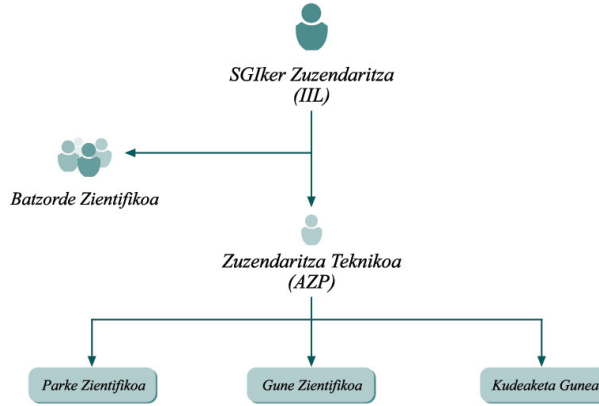 SGIker Zuzendaritza
(IIL)
Batzorde Zientifikoa
Zuzendaritza Teknikoa
(AZP)
Parke Zientifikoa
Gune Zientifikoa
Kudeaketa Gunea